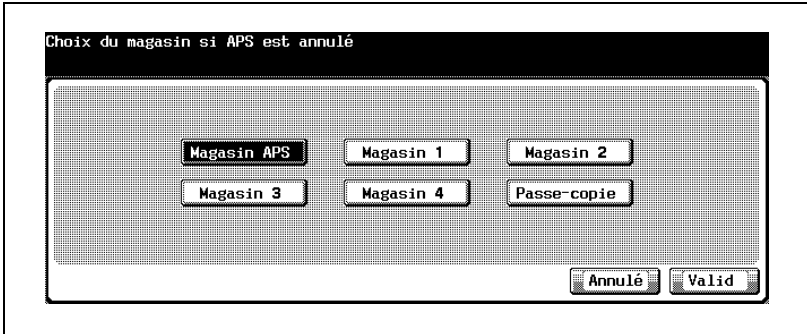 Choix du magasin si APS est annulé
Magasin APS Magasin 1 Magasin 2
Magasin 3 Magasin 4 Passe-copie
Annulé Valid